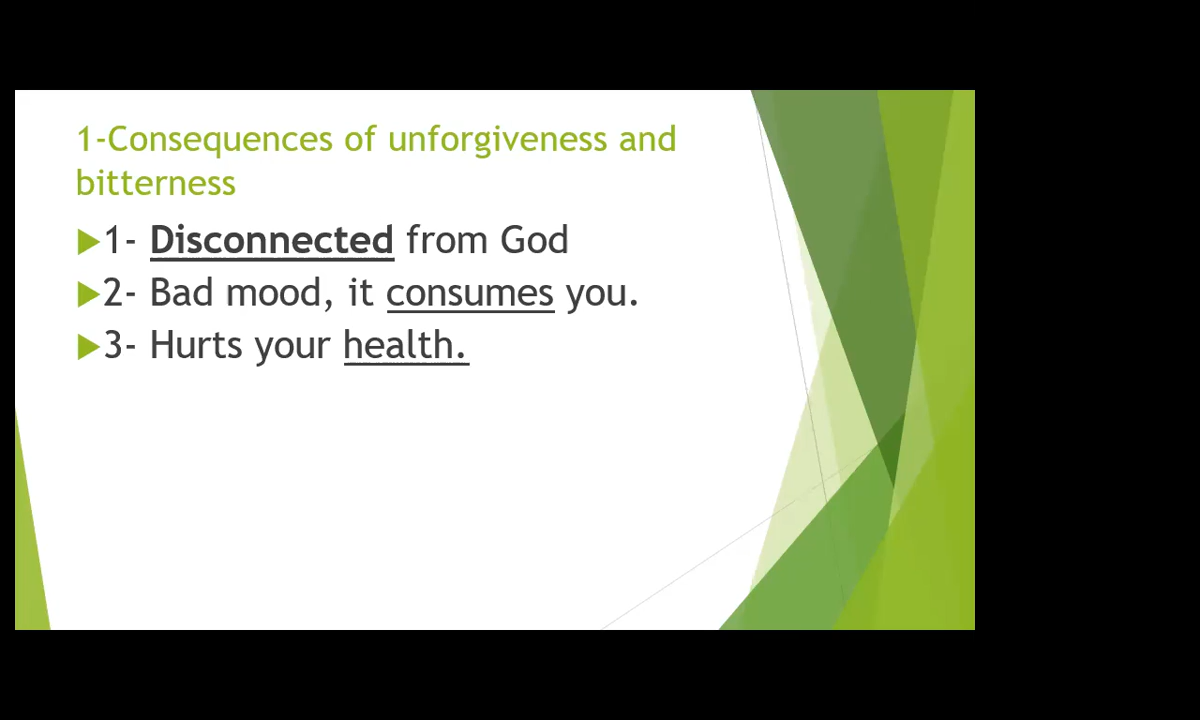 1-Consequences of unforgiveness and
bitterness
1- Disconnected from God
2- Bad mood, it consumes you.
3- Hurts your health.